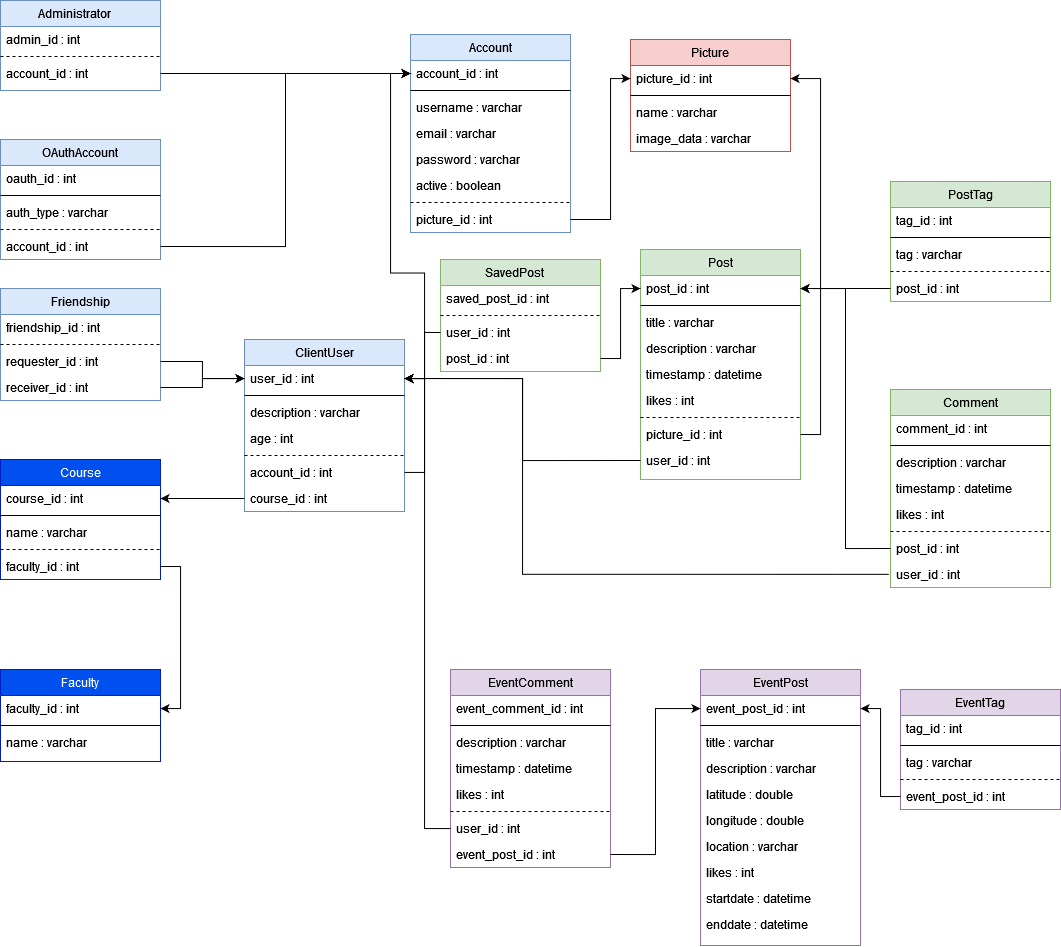 Administrator
admin_id : int
account_id : int
OAuthAccount
oauth_id : int
auth_type : varchar
account_id : int
Friendship
friendship_id : int
requester_id : int
receiver_id : int
Course
course_id : int
name : varchar
faculty_id : int
Faculty
faculty_id : int
name : varchar
ClientUser
user_id : int
description : varchar
age : int
account_id : int
course_id : int
Account
account_id : int
username : varchar
email : varchar
password : varchar
active : boolean
picture_id : int
Picture
picture_id : int
name : varchar
image_data : varchar
SavedPost
saved_post_id : int
user_id : int
post_id : int
Post
post_id : int
title : varchar
description : varchar
timestamp : datetime
likes : int
picture_id : int
user_id : int
PostTag
tag_id : int
tag : varchar
post_id : int
Comment
comment_id : int
description : varchar
timestamp : datetime
likes : int
post_id : int
user_id : int
EventComment
event_comment_id : int
description : varchar
timestamp : datetime
likes : int
user_id : int
event_post_id : int
EventPost
event_post_id : int
title : varchar
description : varchar
latitude : double
longitude : double
location : varchar
likes : int
startdate : datetime
enddate : datetime
EventTag
tag_id : int
tag : varchar
event_post_id : int